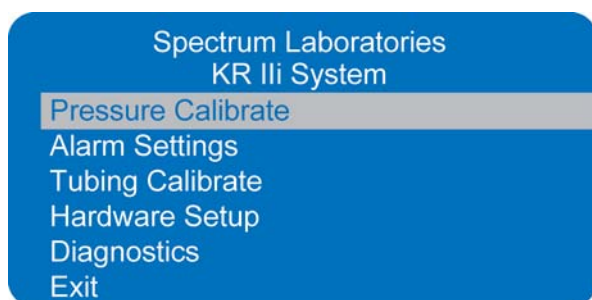 Spectrum Laboratories
KR IIi System
Pressure Calibrate
Alarm Settings
Tubing Calibrate
Hardware Setup
Diagnostics
Exit